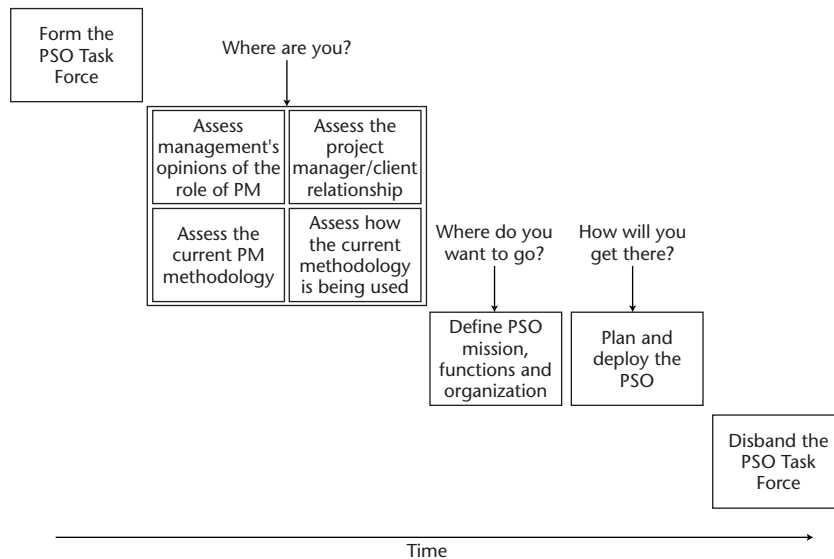 Form the
PSO Task
Force
Where are you?
Assess
management's
opinions of the
role of PM
Assess the
project
manager/client
relationship
Assess the
current PM
methodology
Assess how
the current
methodology
is being used
Where do you
want to go?
How will you
get there?
Define PSO
mission,
functions and
organization
Plan and
deploy the
PSO
Disband the
PSO Task
Force
Time